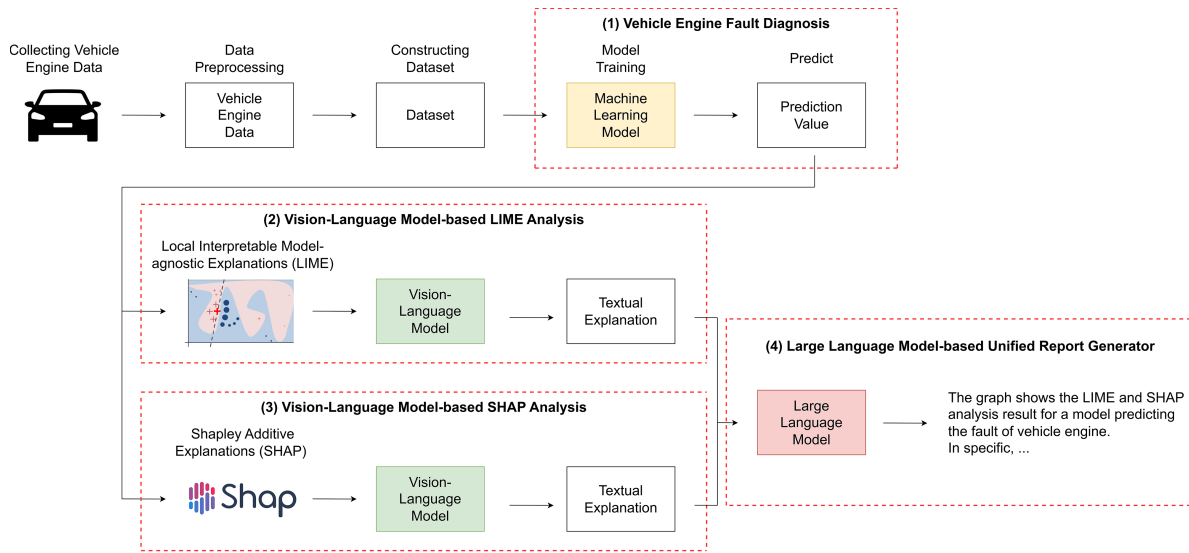 (1) Vehicle Engine Fault Diagnosis
Collecting Vehicle
Engine Data
Data
Preprocessing
Constructing
Dataset
Model
Training
Predict
Vehicle
Engine
Data
Dataset
Machine
Learning
Model
Prediction
Value
(2) Vision-Language Model-based LIME Analysis
Local Interpretable Model-
agnostic Explanations (LIME)
Vision-
Language
Model
Textual
Explanation
(3) Vision-Language Model-based SHAP Analysis
Shapley Additive
Explanations (SHAP)
Shap
Vision-
Language
Model
Textual
Explanation
(4) Large Language Model-based Unified Report Generator
Large
Language
Model
The graph shows the LIME and SHAP
analysis result for a model predicting
the fault of vehicle engine.
In specific, ...